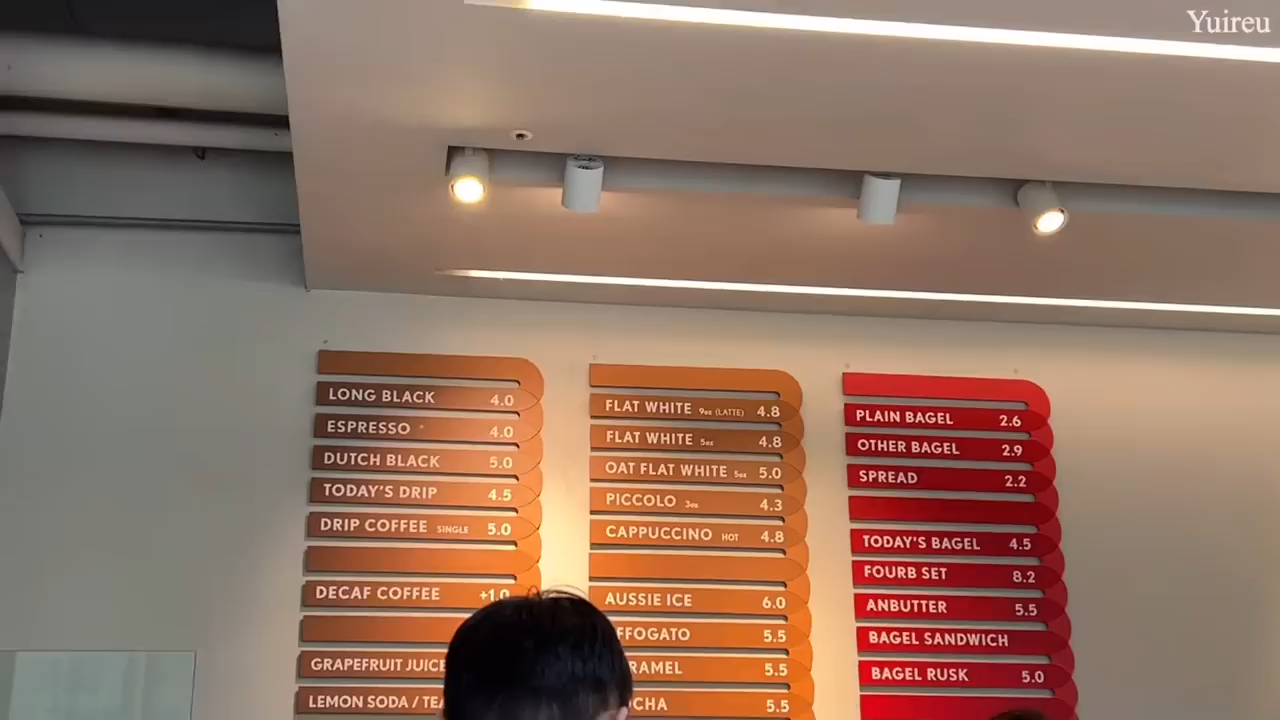 Yuireu
LONG BLACK 4.0
ESPRESSO 4.0
DUTCH BLACK 5.0
TODAY'S DRIP 4.5
DRIP COFFEE SINGLE 5.0
DECAF COFFEE +1.0
GRAPEFRUIT JUICE
LEMON SODA / TEA
FLAT WHITE 9oz (LATTE) 4.8
FLAT WHITE 5oz 4.8
OAT FLAT WHITE 5oz 5.0
PICCOLO 3oz 4.3
CAPPUCCINO HOT 4.8
AUSSIE ICE 6.0
FFOGATO 5.5
RAMEL 5.5
CHA 5.5
PLAIN BAGEL 2.6
OTHER BAGEL 2.9
SPREAD 2.2
TODAY'S BAGEL 4.5
FOURB SET 8.2
ANBUTTER 5.5
BAGEL SANDWICH
BAGEL RUSK 5.0